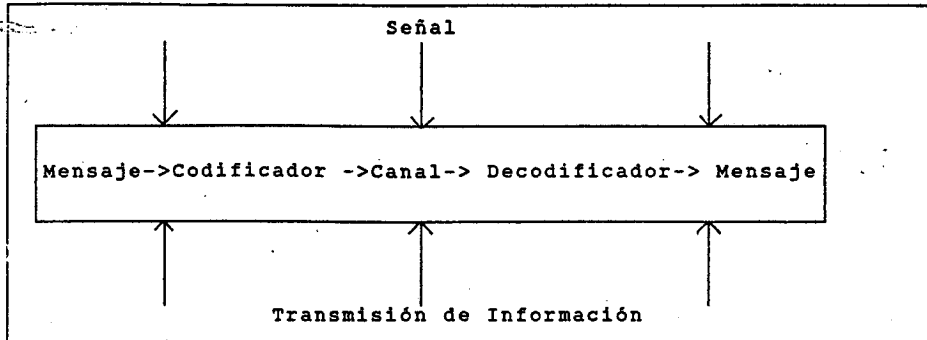 Señal
Mensaje->Codificador ->Canal-> Decodificador-> Mensaje
Transmisión de Información